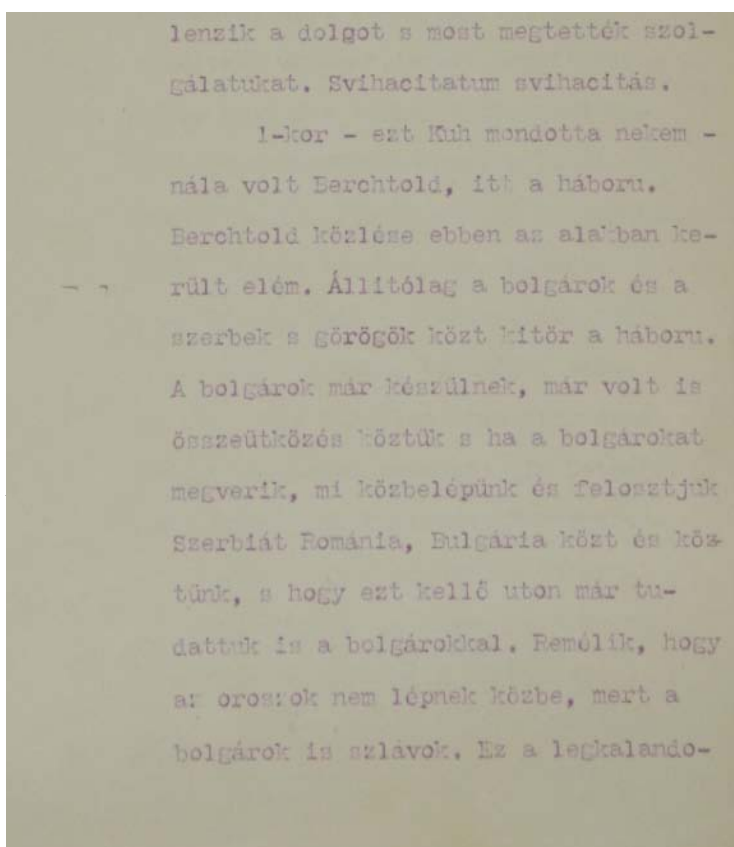 lenzik a dolgot s most megtették szol-
gálatukat. Svihacitatum svihacitás.
1-kor - ezt Kuh mondotta nekem -
nála volt Berchtold, itt a háboru.
Berchtold közlése ebben az alakban ke-
rült elém. Állitólag a bolgárok és a
szerbek s görögök közt kitör a háboru.
A bolgárok már készülnek, már volt is
összeütközés köztük s ha a bolgárokat
megverik, mi közbelépünk és felosztjuk
Szerbiát Románia, Bulgária közt és köz-
tünk, s hogy ezt kellő uton már tu-
dattuk is a bolgárokkal. Remélik, hogy
az oroszok nem lépnek közbe, mert a
bolgárok is szlávok. Ez a legkalando-